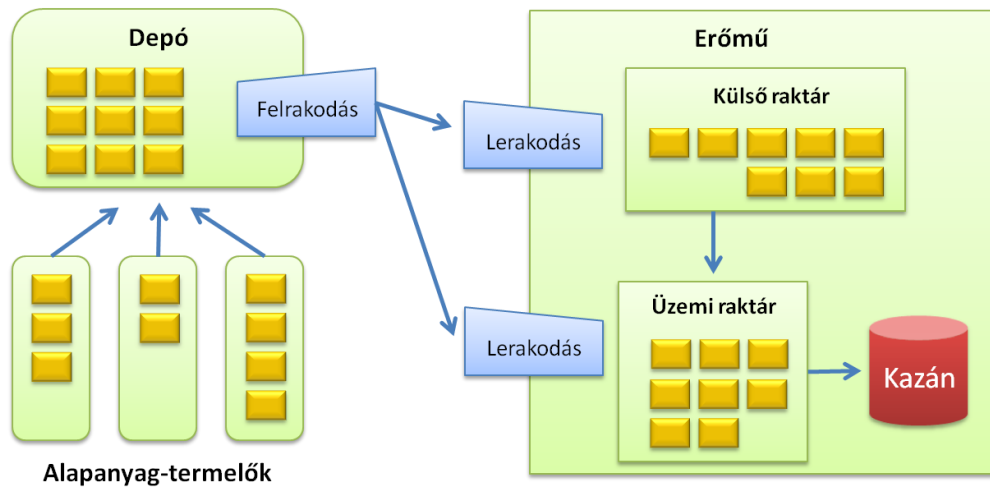 Depó
Felrakodás
Alapanyag-termelők
Erőmű
Lerakodás
Külső raktár
Lerakodás
Üzemi raktár
Kazán